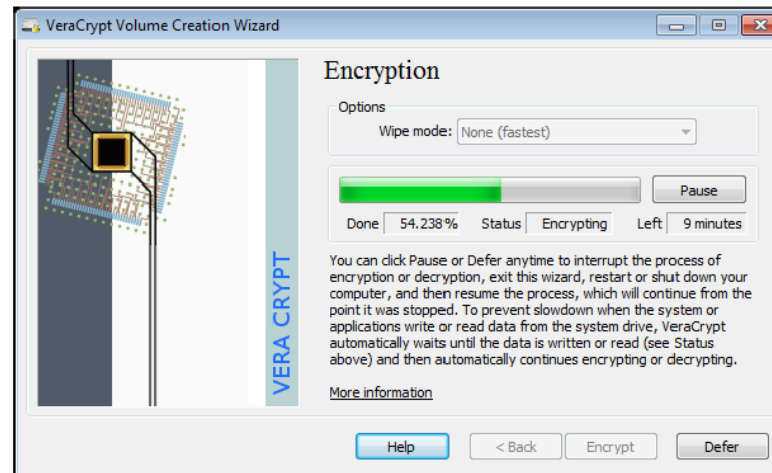 VeraCrypt Volume Creation Wizard
Encryption
Options
Wipe mode: None (fastest)
Pause
Done 54.238% Status Encrypting Left 9 minutes
You can click Pause or Defer anytime to interrupt the process of
encryption or decryption, exit this wizard, restart or shut down your
computer, and then resume the process, which will continue from the
point it was stopped. To prevent slowdown when the system or
applications write or read data from the system drive, VeraCrypt
automatically waits until the data is written or read (see Status
above) and then automatically continues encrypting or decrypting.
More information
VERA CRYPT
Help < Back Encrypt Defer